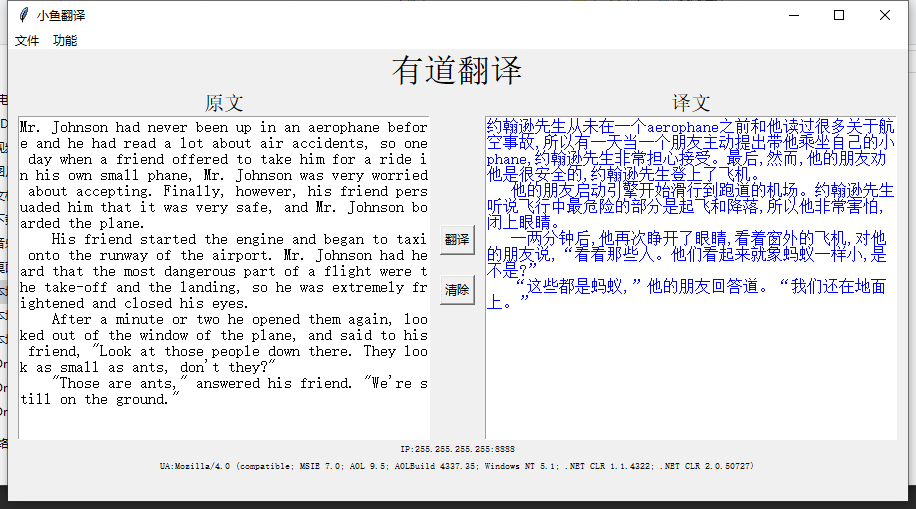 小鱼翻译
文件 功能
有道翻译
原文
译文
Mr. Johnson had never been up in an aerophane befor
e and he had read a lot about air accidents, so one
 day when a friend offered to take him for a ride i
n his own small phane, Mr. Johnson was very worried
 about accepting. Finally, however, his friend pers
uaded him that it was very safe, and Mr. Johnson bo
arded the plane.
    His friend started the engine and began to taxi
 onto the runway of the airport. Mr. Johnson had he
ard that the most dangerous part of a flight were t
he take-off and the landing, so he was extremely fr
ightened and closed his eyes.
    After a minute or two he opened them again, loo
ked out of the window of the plane, and said to his
 friend, "Look at those people down there. They loo
k as small as ants, don't they?"
    "Those are ants," answered his friend. "We're s
till on the ground."
翻译
清除
约翰逊先生从未在一个aerophane之前和他读过很多关于航
空事故,所以有一天当一个朋友主动提出带他乘坐自己的小
phane,约翰逊先生非常担心接受。最后,然而,他的朋友劝
他是很安全的,约翰逊先生登上了飞机。
    他的朋友启动引擎开始滑行到跑道的机场。约翰逊先生
听说飞行中最危险的部分是起飞和降落,所以他非常害怕,
闭上眼睛。
    一两分钟后,他再次睁开了眼睛,看着窗外的飞机,对他
的朋友说,“看看那些人。他们看起来就象蚂蚁一样小,是
不是?”
    “这些都是蚂蚁,”他的朋友回答道。“我们还在地面
上。”
IP:255.255.255.255:8888
UA:Mozilla/4.0 (compatible; MSIE 7.0; AOL 9.5; AOLBuild 4337.35; Windows NT 5.1; .NET CLR 1.1.4322; .NET CLR 2.0.50727)